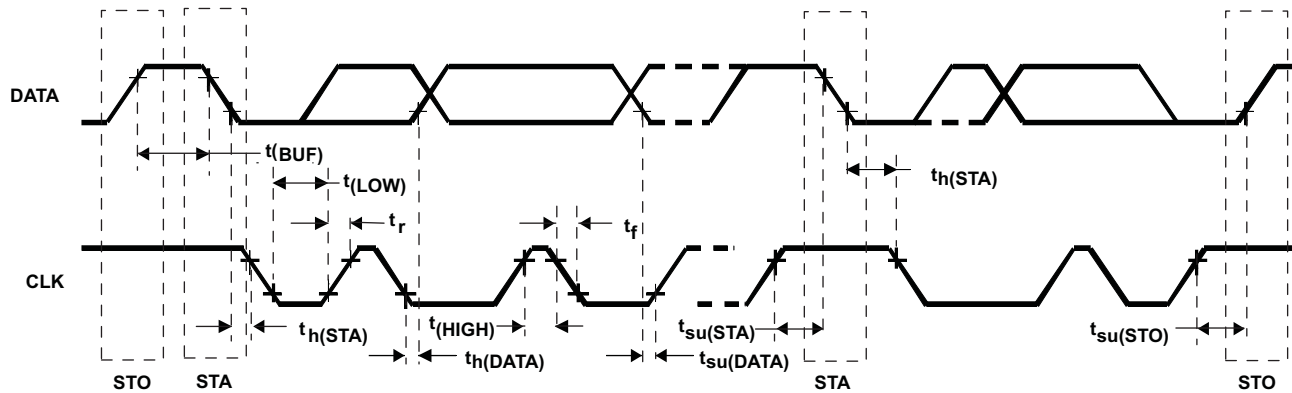 DATA
t(BUF)
t(LOW)
th(STA)
tr
tf
CLK
th(STA)
t(HIGH)
tsu(STA)
tsu(STO)
th(DATA)
tsu(DATA)
STO
STA
STA
STO